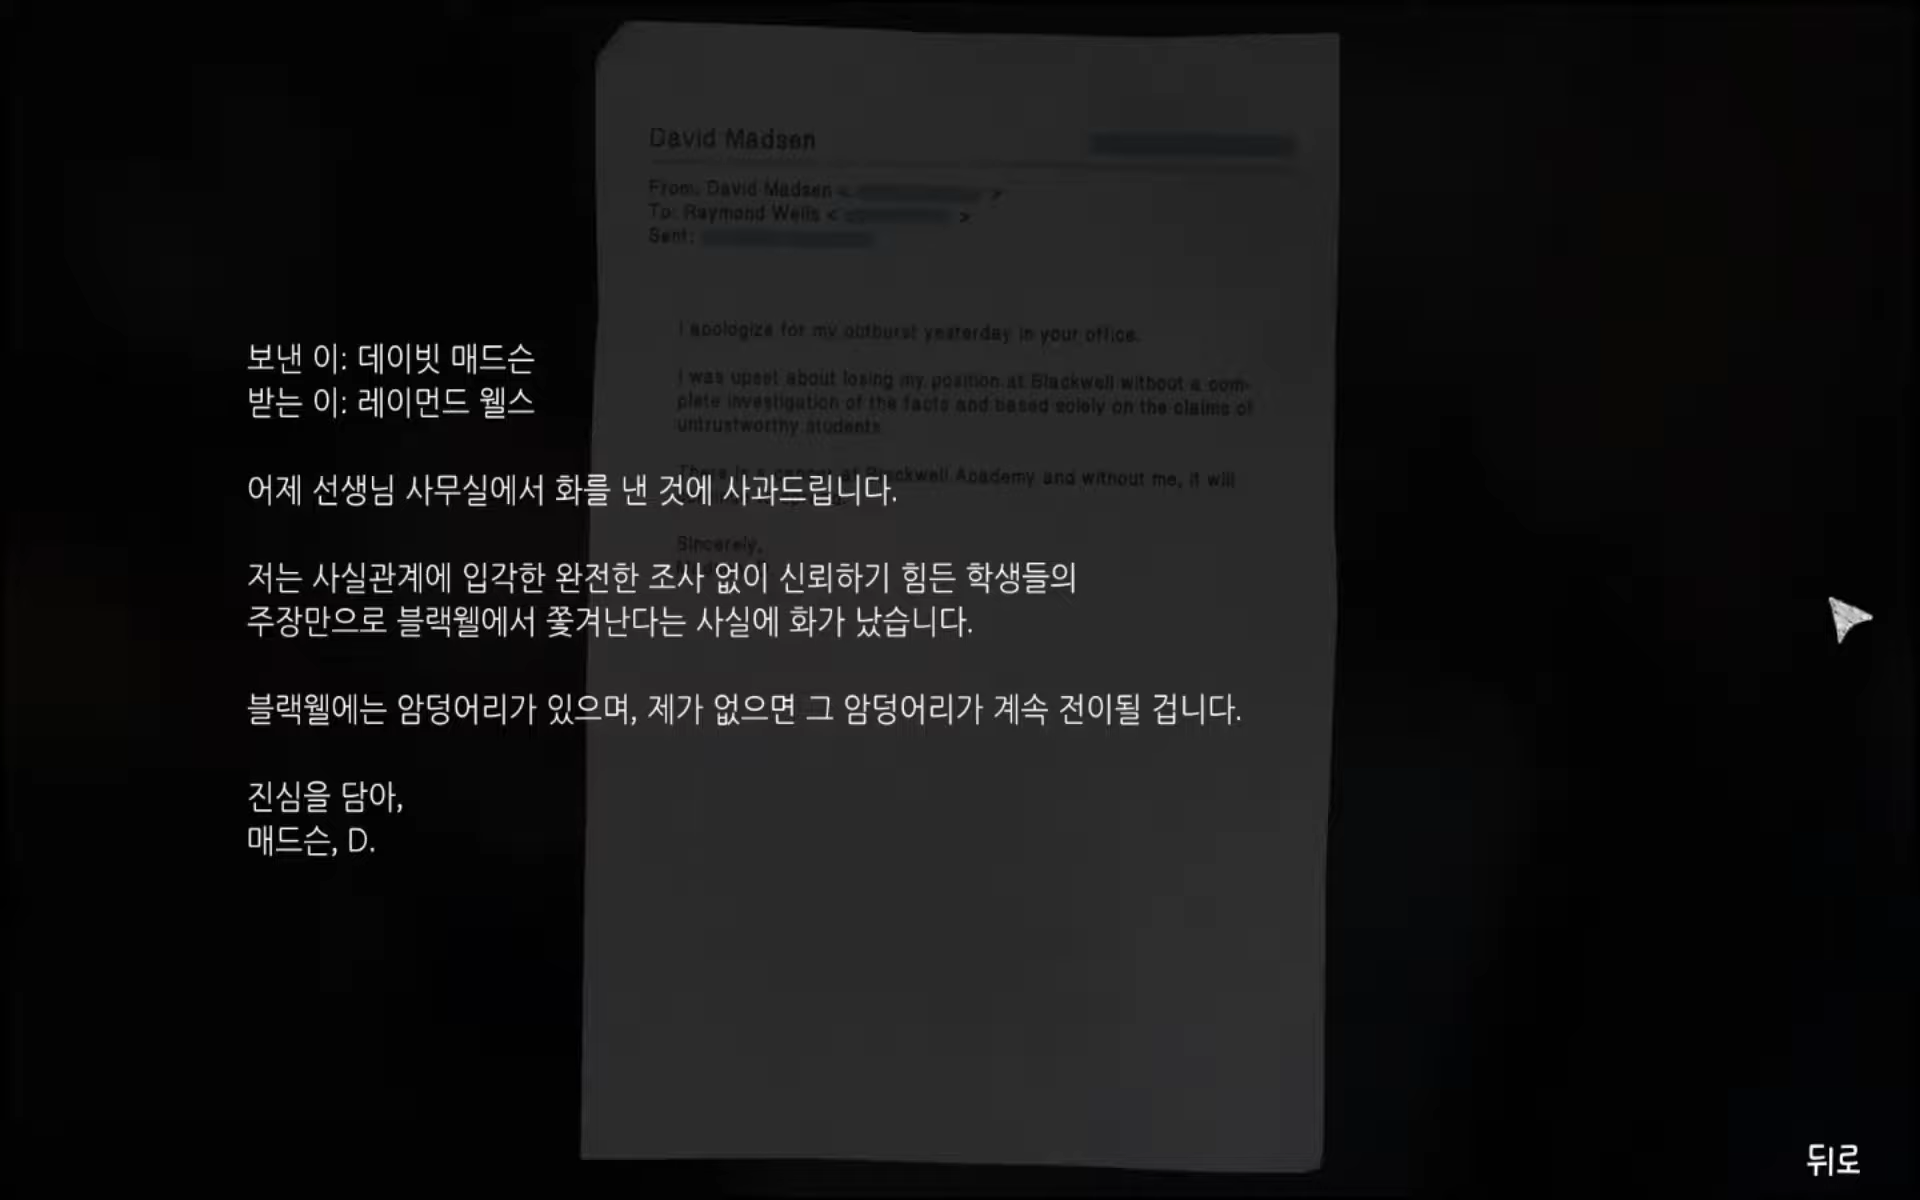 David Madsen
From: David Madsen < >
To: Raymond Wells < >
Sent:
I apologize for my outburst yesterday in your office.
I was upset about losing my position at Blackwell without a com-
plete investigation of the facts and based solely on the claims of
untrustworthy students
There is a cancer at Blackwell Academy and without me, it will
Sincerely,
보낸 이: 데이빗 매드슨
받는 이: 레이먼드 웰스
어제 선생님 사무실에서 화를 낸 것에 사과드립니다.
저는 사실관계에 입각한 완전한 조사 없이 신뢰하기 힘든 학생들의
주장만으로 블랙웰에서 쫓겨난다는 사실에 화가 났습니다.
블랙웰에는 암덩어리가 있으며, 제가 없으면 그 암덩어리가 계속 전이될 겁니다.
진심을 담아,
매드슨, D.
뒤로